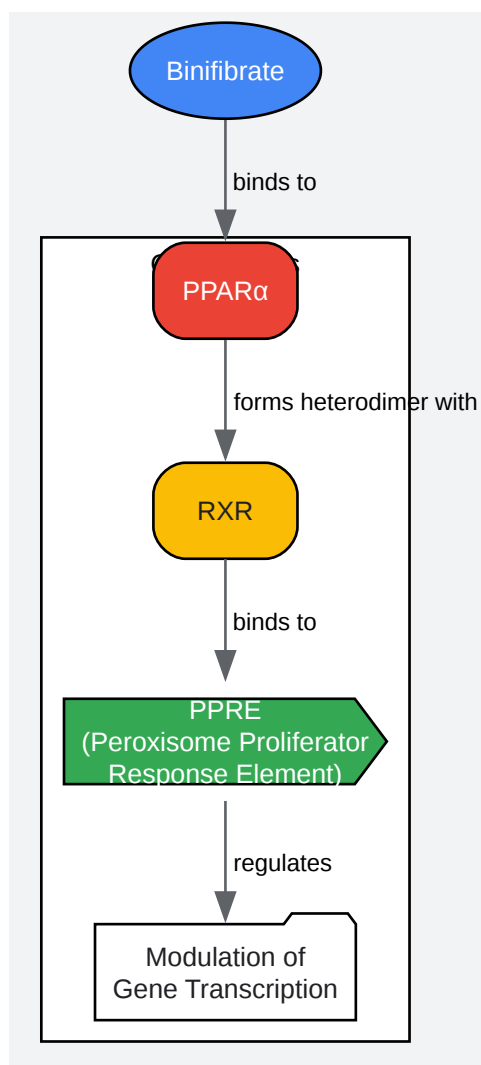 Binifibrate
binds to
PPARα
forms heterodimer with
RXR
binds to
PPRE
(Peroxisome Proliferator
Response Element)
regulates
Modulation of
Gene Transcription